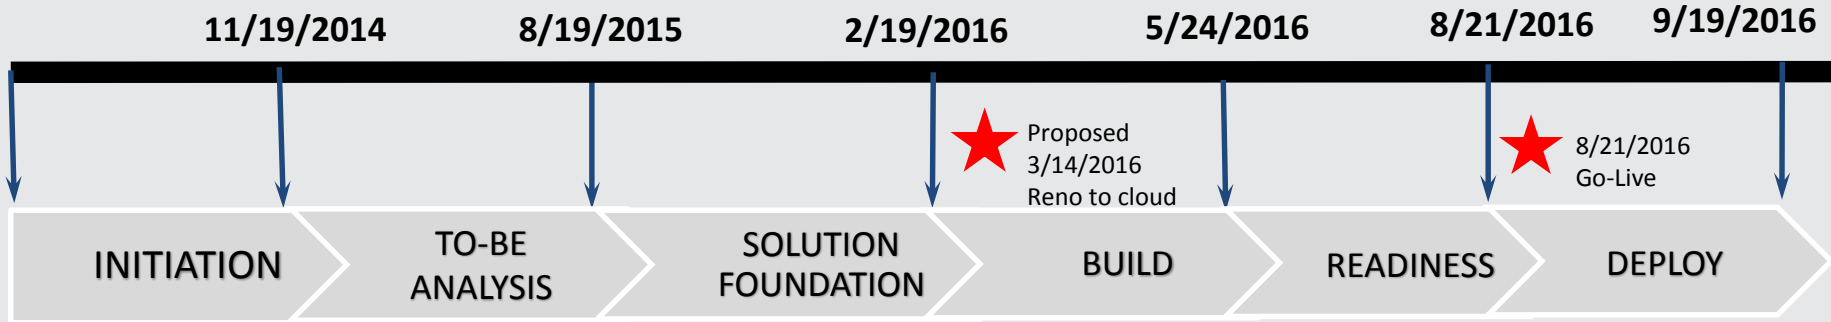 11/19/2014
8/19/2015
2/19/2016
5/24/2016
8/21/2016
9/19/2016
Proposed
3/14/2016
Reno to cloud
8/21/2016
Go-Live
INITIATION
TO-BE
ANALYSIS
SOLUTION
FOUNDATION
BUILD
READINESS
DEPLOY